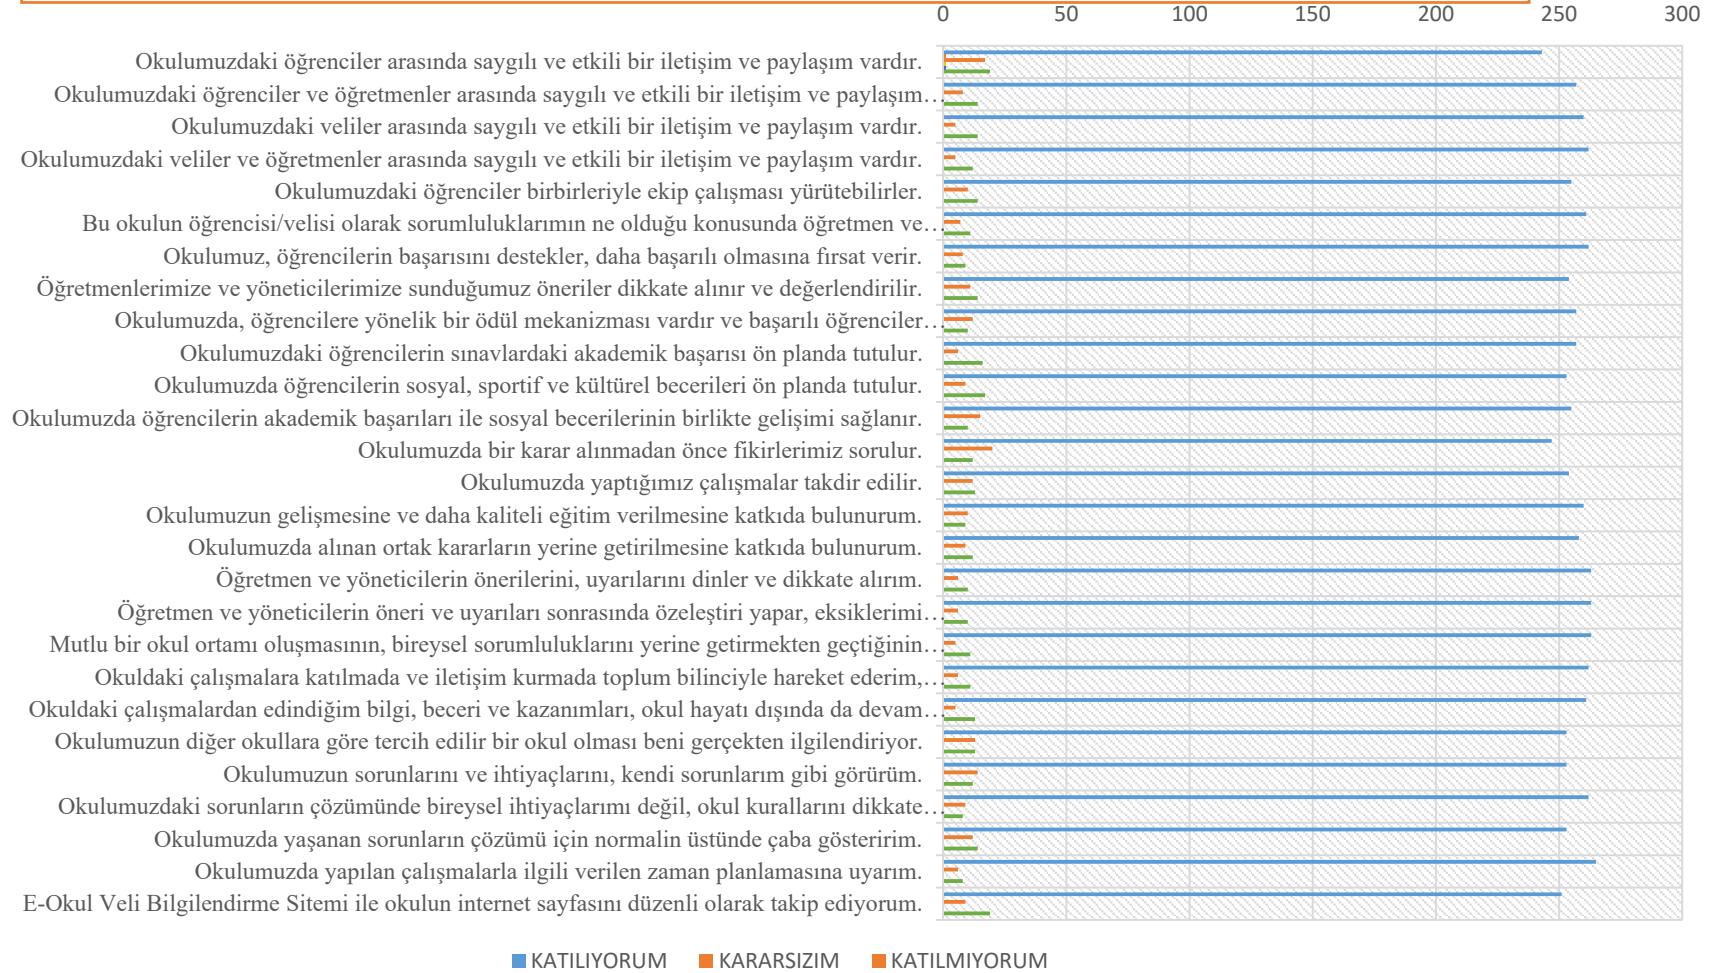 0 50 100 150 200 250 300
Okulumuzdaki öğrenciler arasında saygılı ve etkili bir iletişim ve paylaşım vardır.
Okulumuzdaki öğrenciler ve öğretmenler arasında saygılı ve etkili bir iletişim ve paylaşım…
Okulumuzdaki veliler arasında saygılı ve etkili bir iletişim ve paylaşım vardır.
Okulumuzdaki veliler ve öğretmenler arasında saygılı ve etkili bir iletişim ve paylaşım vardır.
Okulumuzdaki öğrenciler birbirleriyle ekip çalışması yürütebilirler.
Bu okulun öğrencisi/velisi olarak sorumluluklarımın ne olduğu konusunda öğretmen ve…
Okulumuz, öğrencilerin başarısını destekler, daha başarılı olmasına fırsat verir.
Öğretmenlerimize ve yöneticilerimize sunduğumuz öneriler dikkate alınır ve değerlendirilir.
Okulumuzda, öğrencilere yönelik bir ödül mekanizması vardır ve başarılı öğrenciler…
Okulumuzdaki öğrencilerin sınavlardaki akademik başarısı ön planda tutulur.
Okulumuzda öğrencilerin sosyal, sportif ve kültürel becerileri ön planda tutulur.
Okulumuzda öğrencilerin akademik başarıları ile sosyal becerilerinin birlikte gelişimi sağlanır.
Okulumuzda bir karar alınmadan önce fikirlerimiz sorulur.
Okulumuzda yaptığımız çalışmalar takdir edilir.
Okulumuzun gelişmesine ve daha kaliteli eğitim verilmesine katkıda bulunurum.
Okulumuzda alınan ortak kararların yerine getirilmesine katkıda bulunurum.
Öğretmen ve yöneticilerin önerilerini, uyarılarını dinler ve dikkate alırım.
Öğretmen ve yöneticilerin öneri ve uyarıları sonrasında özeleştiri yapar, eksiklerimi…
Mutlu bir okul ortamı oluşmasının, bireysel sorumluluklarını yerine getirmekten geçtiğinin…
Okuldaki çalışmalara katılmada ve iletişim kurmada toplum bilinciyle hareket ederim,…
Okuldaki çalışmalardan edindiğim bilgi, beceri ve kazanımları, okul hayatı dışında da devam…
Okulumuzun diğer okullara göre tercih edilir bir okul olması beni gerçekten ilgilendiriyor.
Okulumuzun sorunlarını ve ihtiyaçlarını, kendi sorunlarım gibi görürüm.
Okulumuzdaki sorunların çözümünde bireysel ihtiyaçlarımı değil, okul kurallarını dikkate…
Okulumuzda yaşanan sorunların çözümü için normalin üstünde çaba gösteririm.
Okulumuzda yapılan çalışmalarla ilgili verilen zaman planlamasına uyarım.
E-Okul Veli Bilgilendirme Sitemi ile okulun internet sayfasını düzenli olarak takip ediyorum.
KATILIYORUM KARARSIZIM KATILMIYORUM